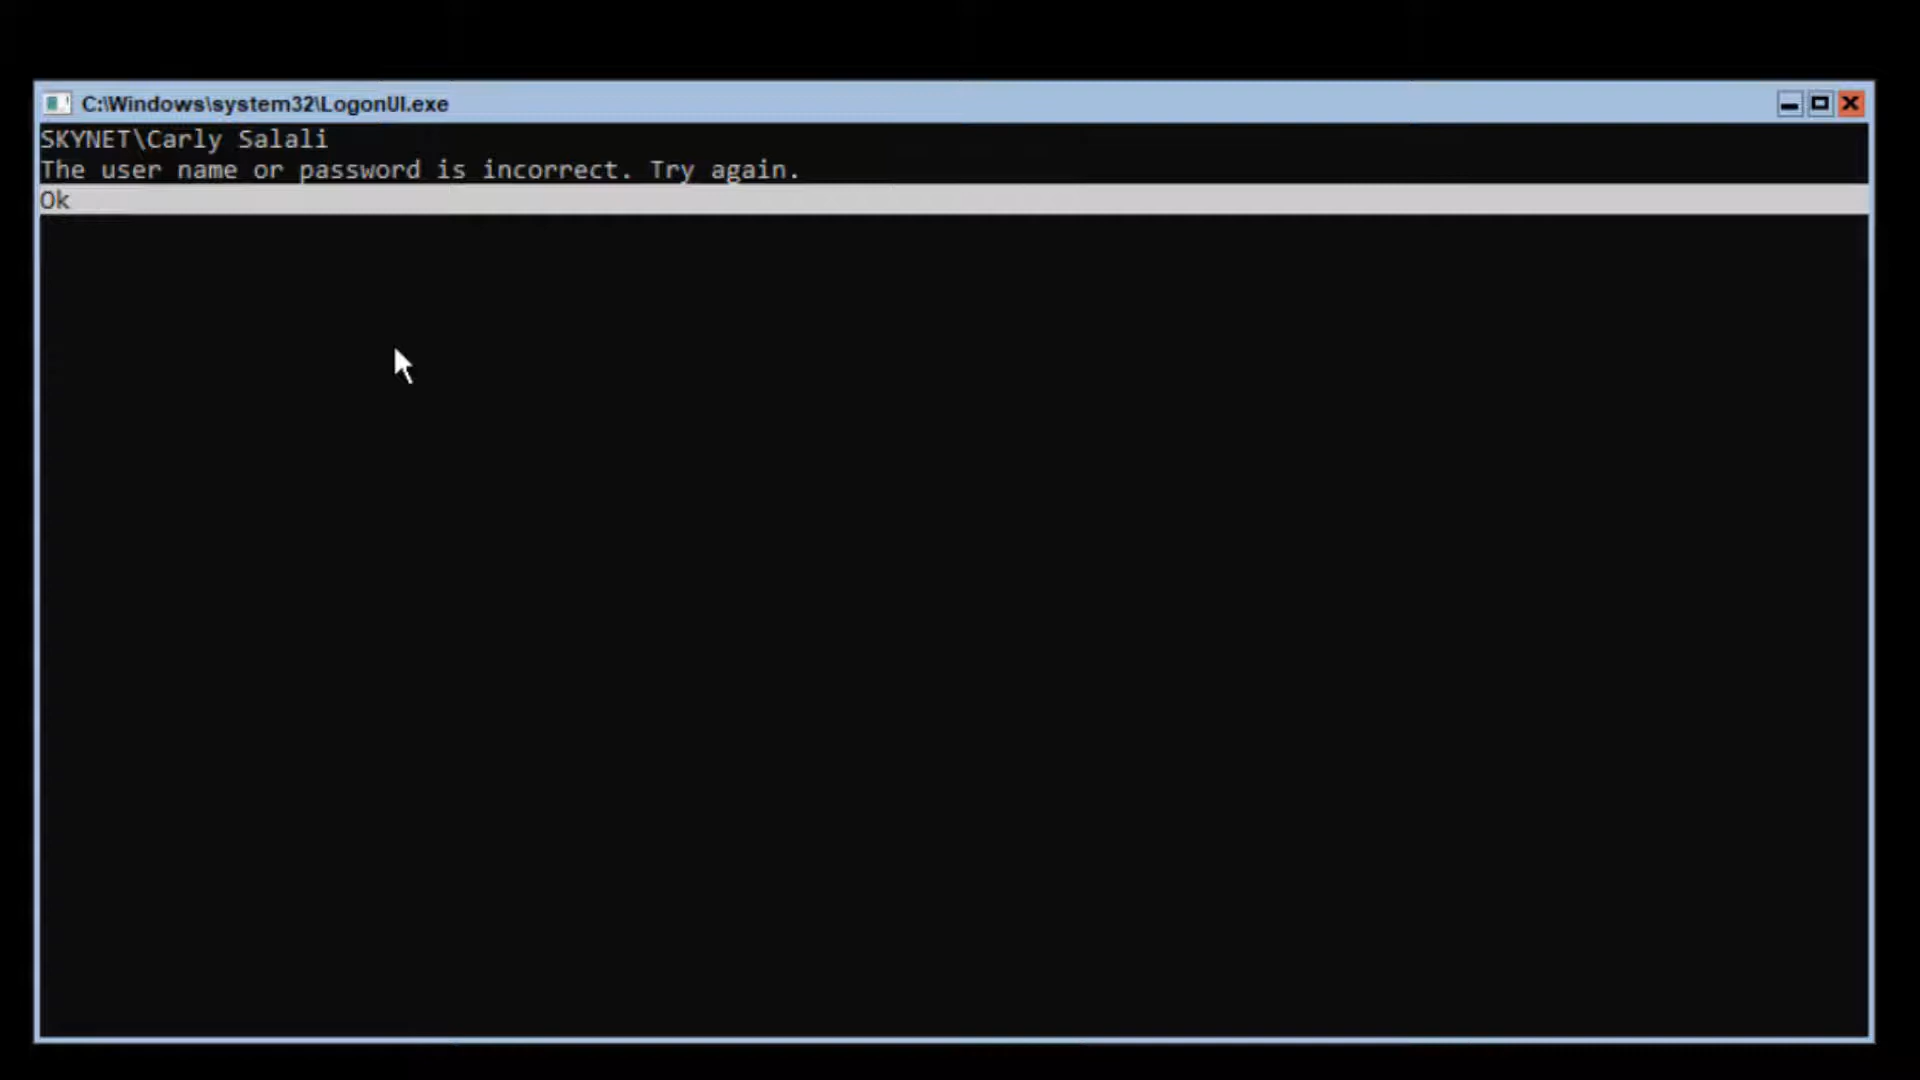 C:\Windows\system32\LogonUI.exe
SKYNET\Carly Salali
The user name or password is incorrect. Try again.
Ok